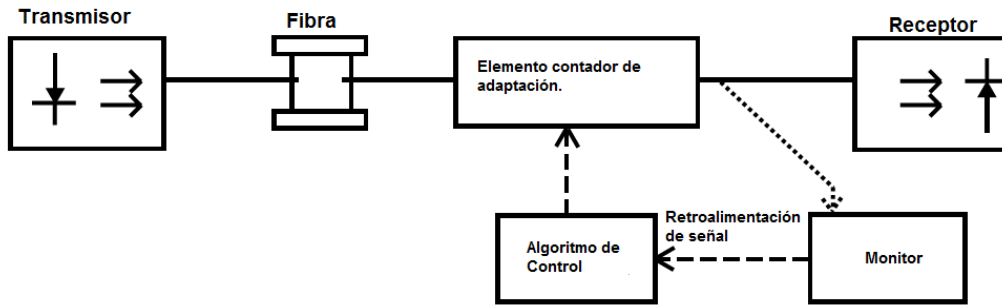 Transmisor
Fibra
Receptor
Elemento contador de
adaptación.
Retroalimentación
de señal
Algoritmo de
Control
Monitor